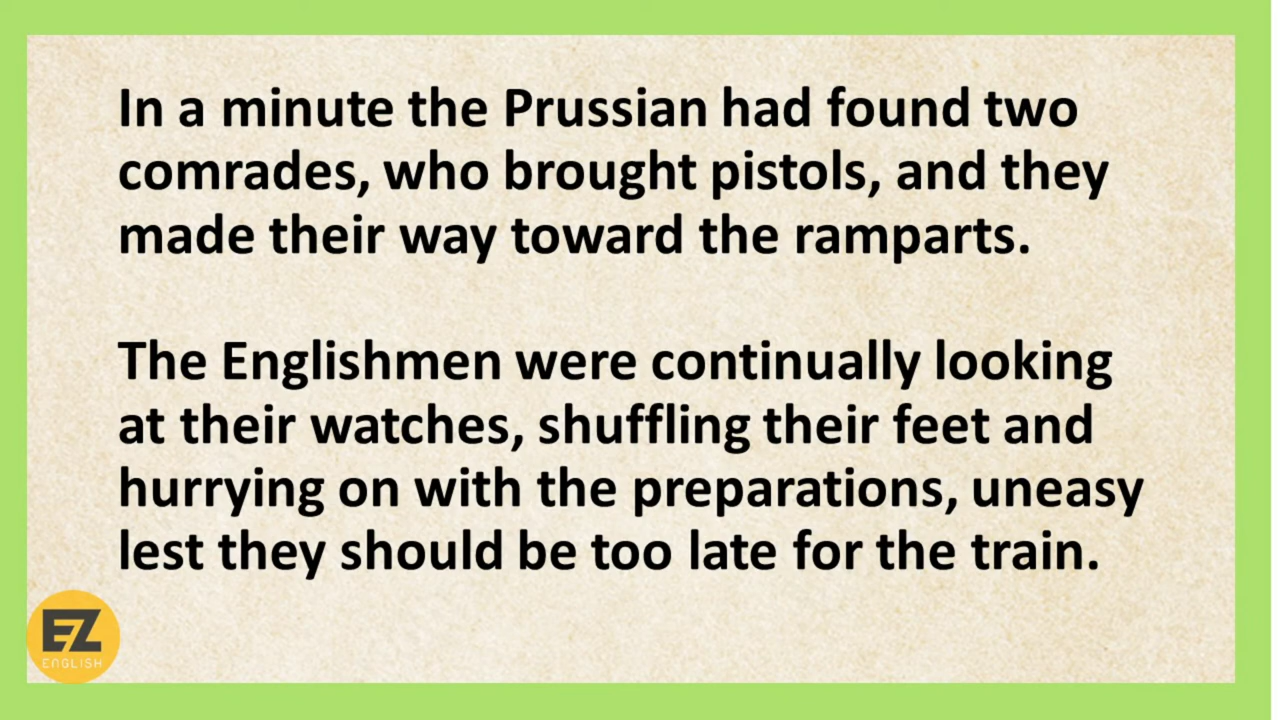 In a minute the Prussian had found two
comrades, who brought pistols, and they
made their way toward the ramparts.
The Englishmen were continually looking
at their watches, shuffling their feet and
hurrying on with the preparations, uneasy
lest they should be too late for the train.
EZ
ENGLISH